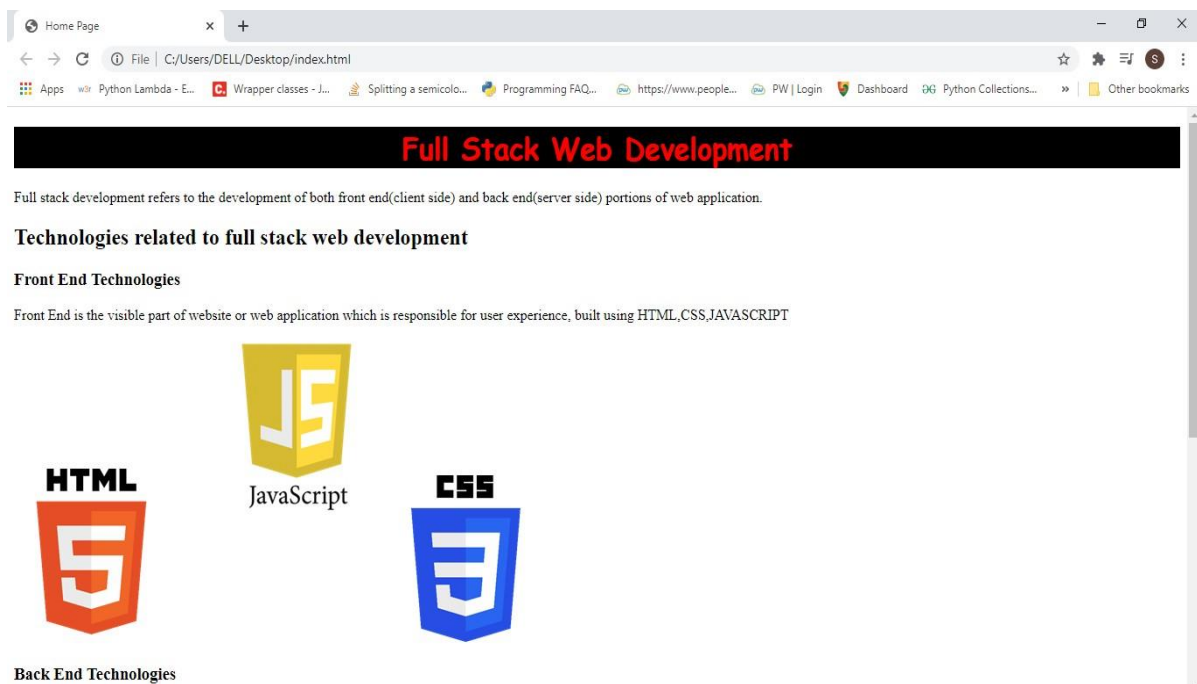 Home Page
File | C:/Users/DELL/Desktop/index.html
Apps
w3r Python Lambda - E...
C. Wrapper classes - J...
Splitting a semicolo...
Programming FAQ...
pw https://www.people...
pw PW | Login
Dashboard
GG Python Collections...
»
Other bookmarks
S
Full Stack Web Development
Full stack development refers to the development of both front end(client side) and back end(server side) portions of web application.
Technologies related to full stack web development
Front End Technologies
Front End is the visible part of website or web application which is responsible for user experience, built using HTML,CSS,JAVASCRIPT
HTML
5
JS
JavaScript
CSS
3
Back End Technologies